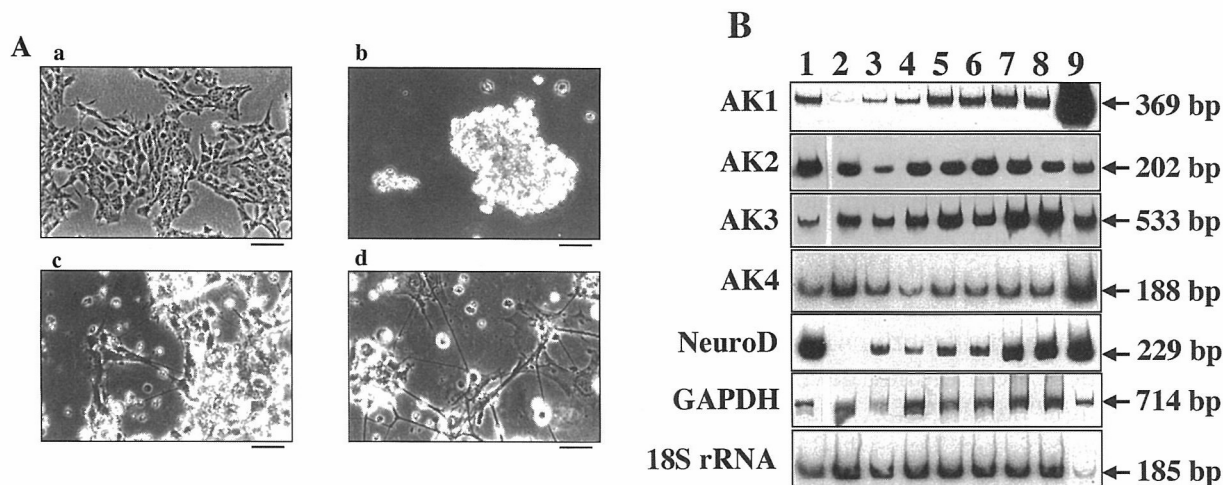 A
a
b
c
d
B
1 2 3 4 5 6 7 8 9
AK1 ← 369 bp
AK2 ← 202 bp
AK3 ← 533 bp
AK4 ← 188 bp
NeuroD ← 229 bp
GAPDH ← 714 bp
18S rRNA ← 185 bp